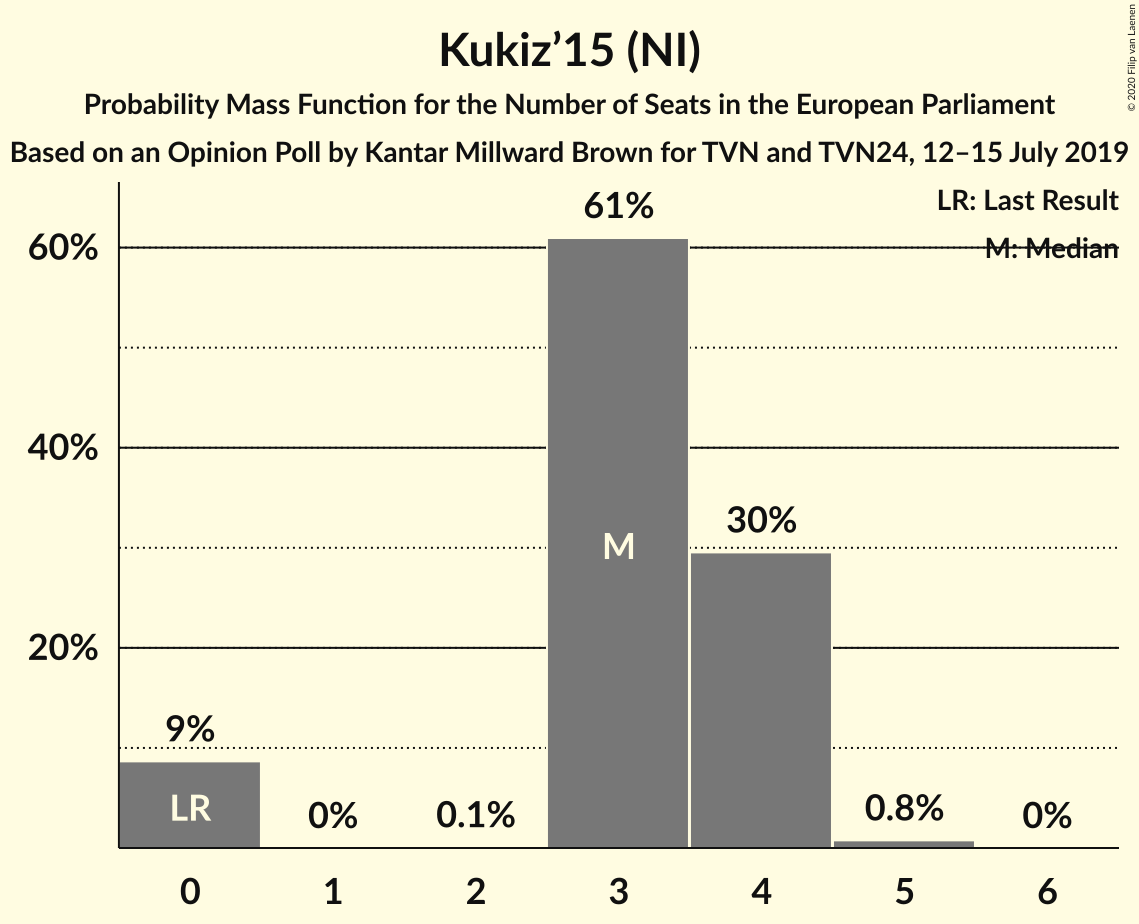 Kukiz’15 (NI)
Probability Mass Function for the Number of Seats in the European Parliament
Based on an Opinion Poll by Kantar Millward Brown for TVN and TVN24, 12–15 July 2019
© 2020 Filip van Laenen
LR: Last Result
M: Median
61%
60%
40%
30%
M
20%
9%
LR
0%
0.1%
0.8%
0%
0 1 2 3 4 5 6